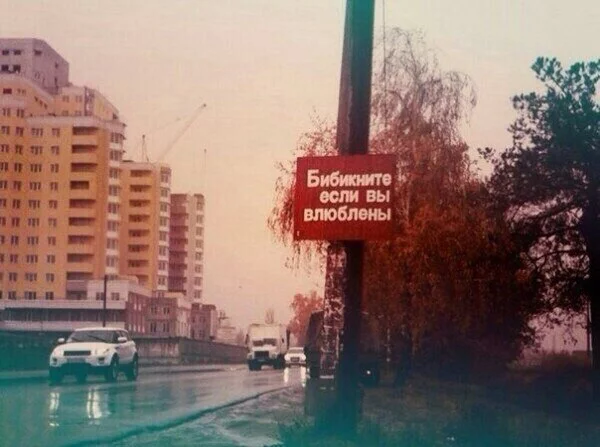 Бибикните
если вы
влюблены